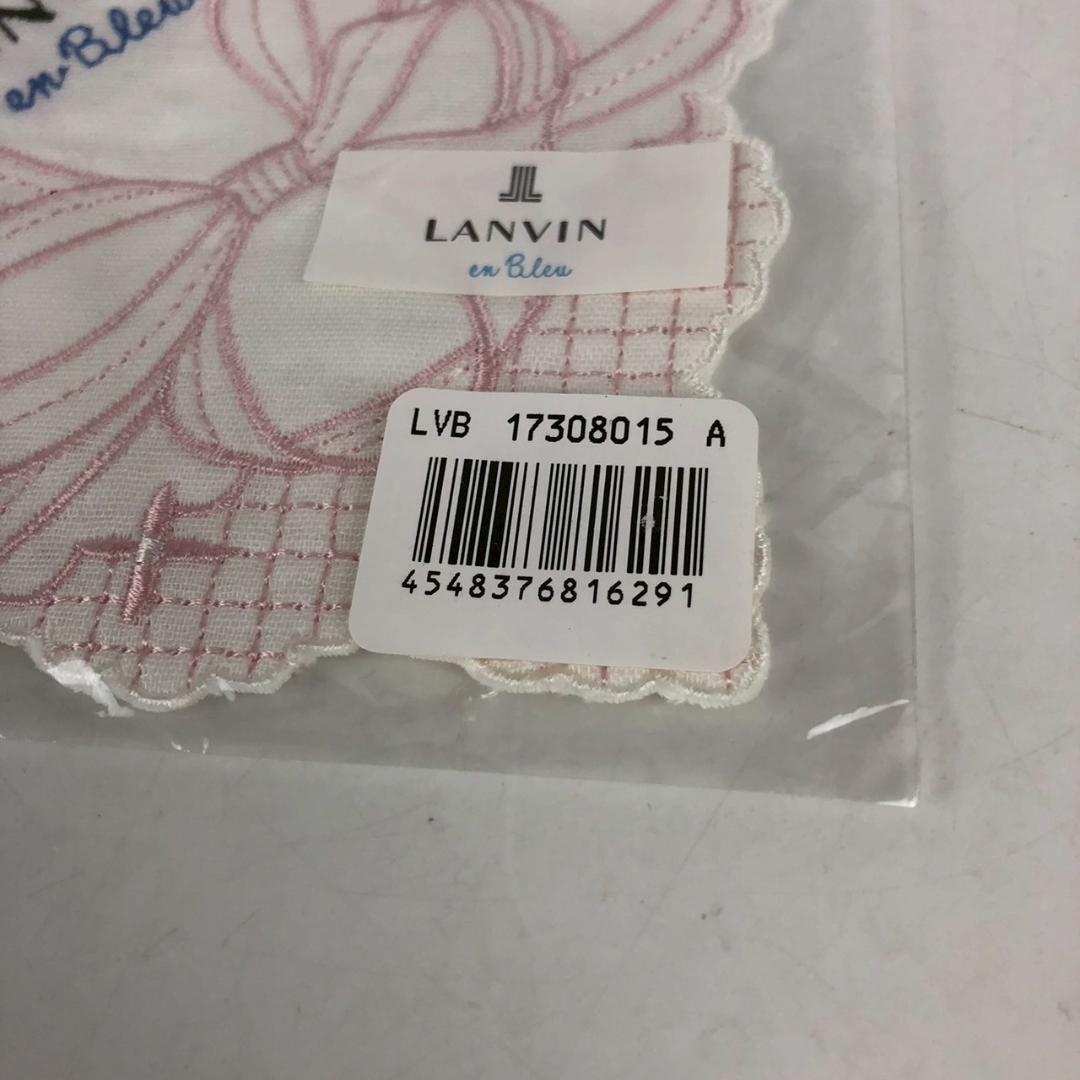 en Bleu
LANVIN
en Bleu
LVB 17308015 A
4548376816291